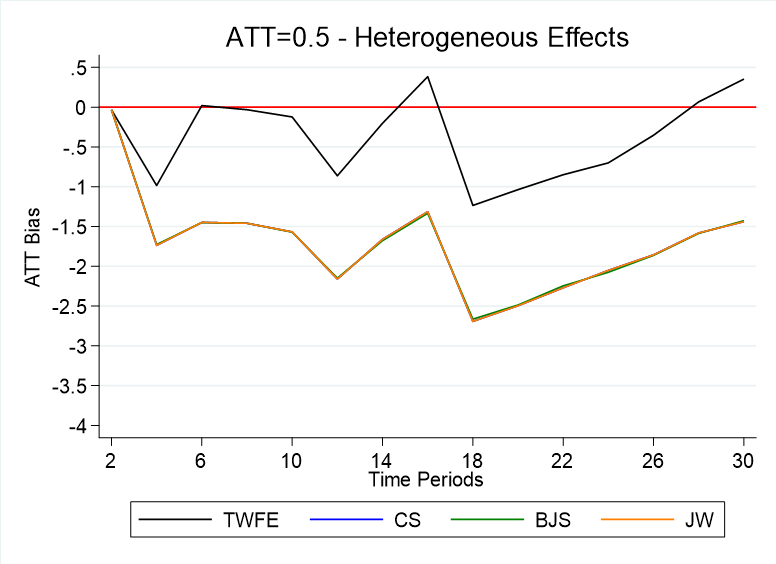 ATT=0.5 - Heterogeneous Effects
ATT Bias
.5
0
-.5
-1
-1.5
-2
-2.5
-3
-3.5
-4
2 6 10 14 18 22 26 30
Time Periods
TWFE CS BJS JW